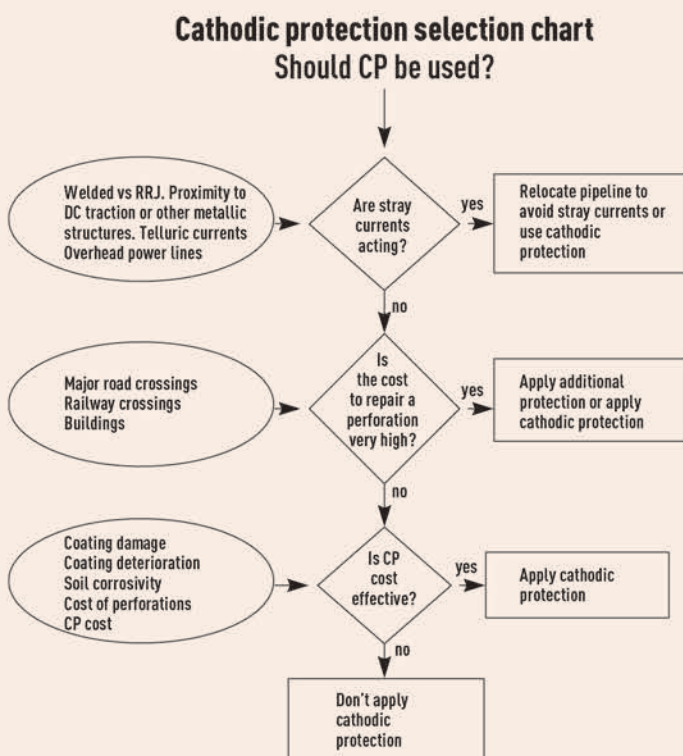 Cathodic protection selection chart
Should CP be used?
Welded vs RRJ. Proximity to
DC traction or other metallic
structures. Telluric currents
Overhead power lines
Are stray
currents
acting?
yes
Relocate pipeline to
avoid stray currents or
use cathodic
protection
no
Major road crossings
Railway crossings
Buildings
Is
the cost
to repair a
perforation
very high?
yes
Apply additional
protection or apply
cathodic protection
no
Coating damage
Coating deterioration
Soil corrosivity
Cost of perforations
CP cost
Is CP
cost
effective?
yes
Apply cathodic
protection
no
Don't apply
cathodic
protection